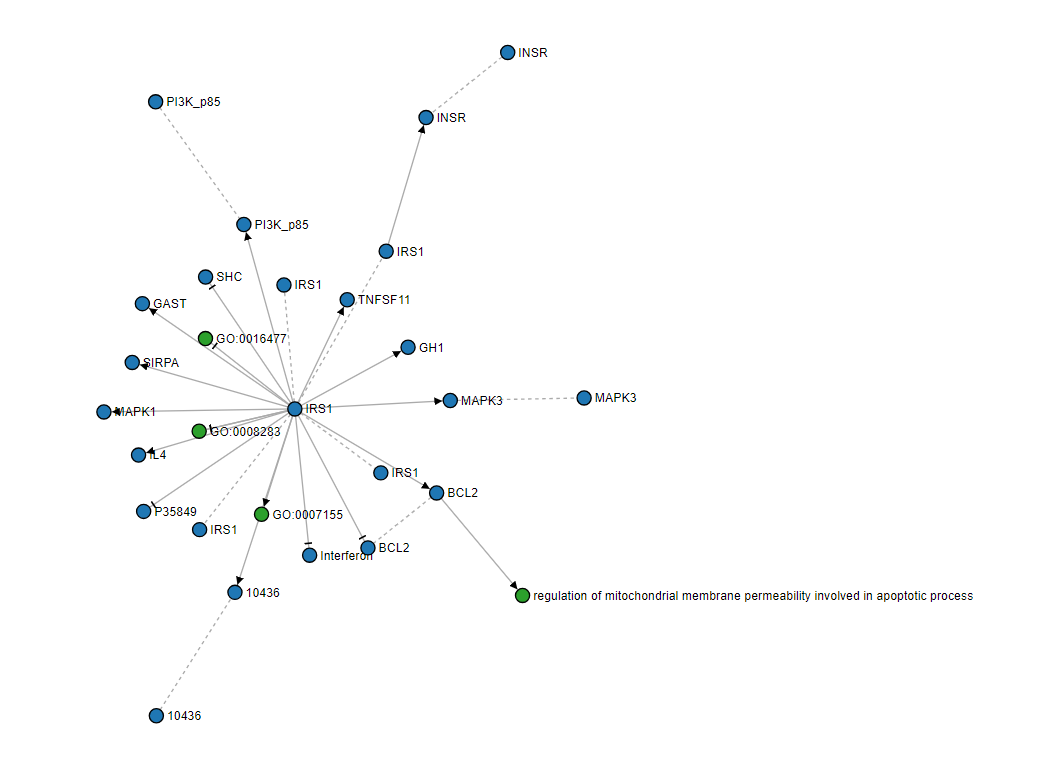 INSR
PI3K_p85
INSR
PI3K_p85
IRS1
SHC
IRS1
TNFSF11
GAST
GO:0016477
GH1
SIRPA
MAPK3
MAPK3
IRS1
MAPK1
GO:0008283
IL4
IRS1
BCL2
P35849
GO:0007155
IRS1
BCL2
Interferon
10436
regulation of mitochondrial membrane permeability involved in apoptotic process
10436